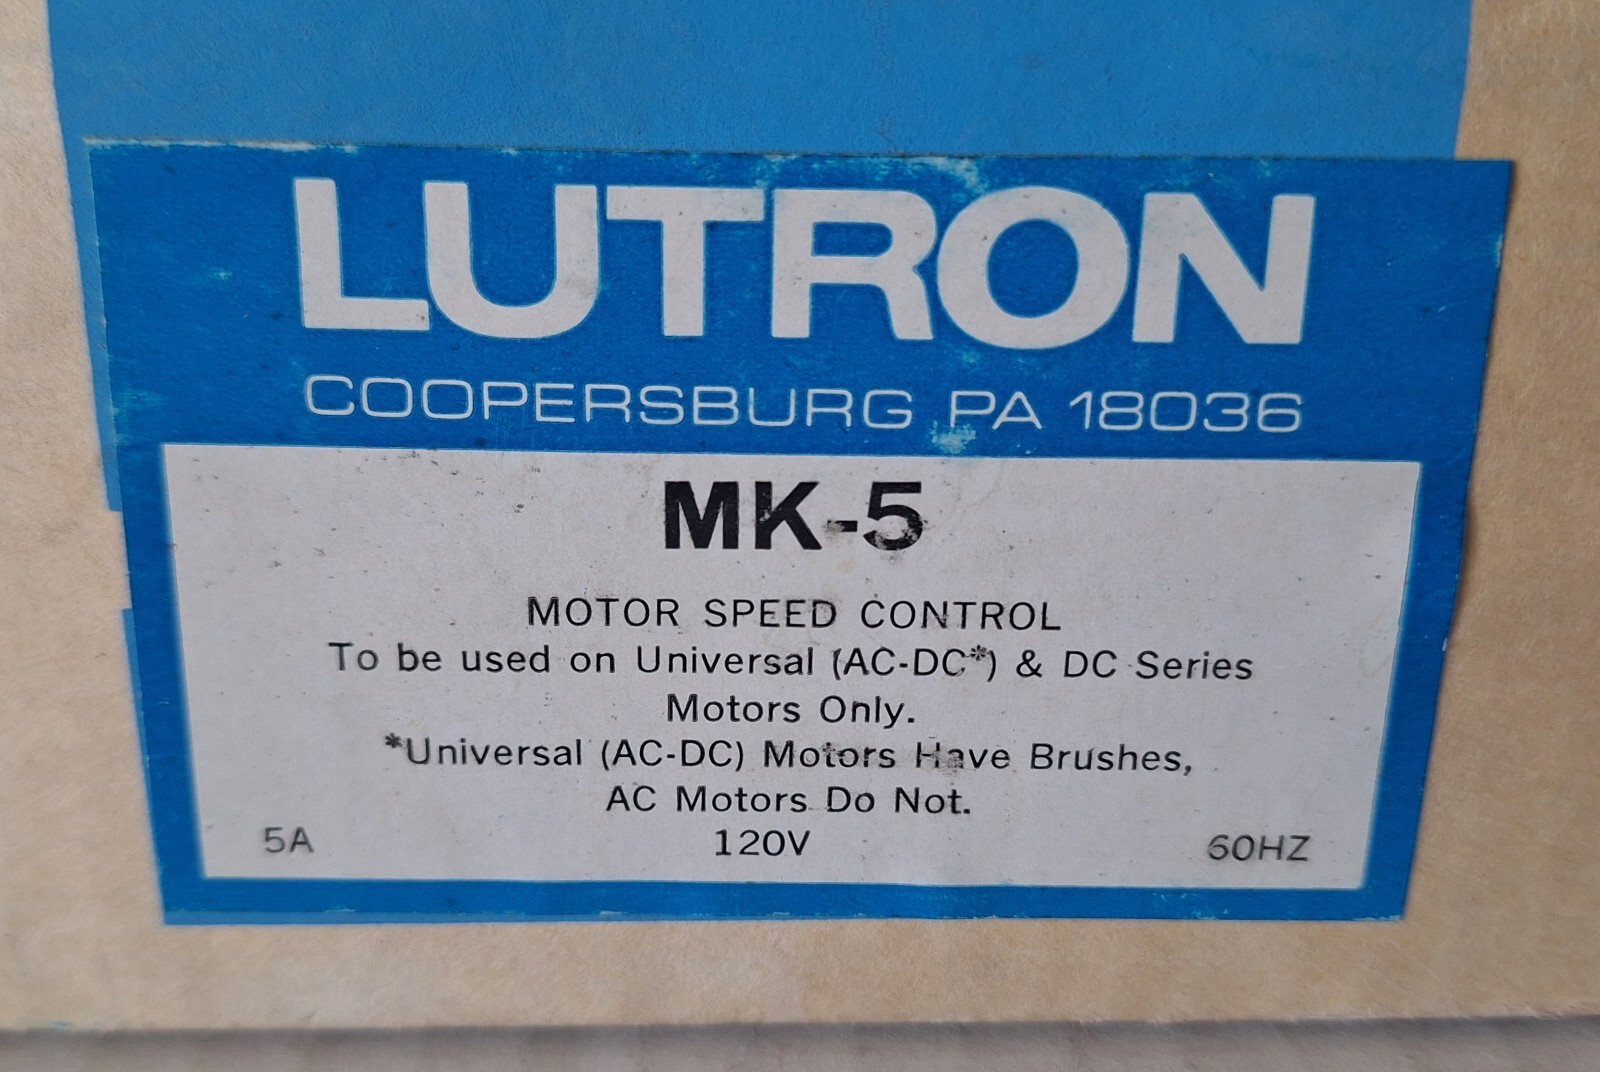 LUTRON
COOPERSBURG PA 18036
MK-5
MOTOR SPEED CONTROL
To be used on Universal (AC-DC*) & DC Series
Motors Only.
*Universal (AC-DC) Motors Have Brushes,
AC Motors Do Not.
5A 120V 60HZ